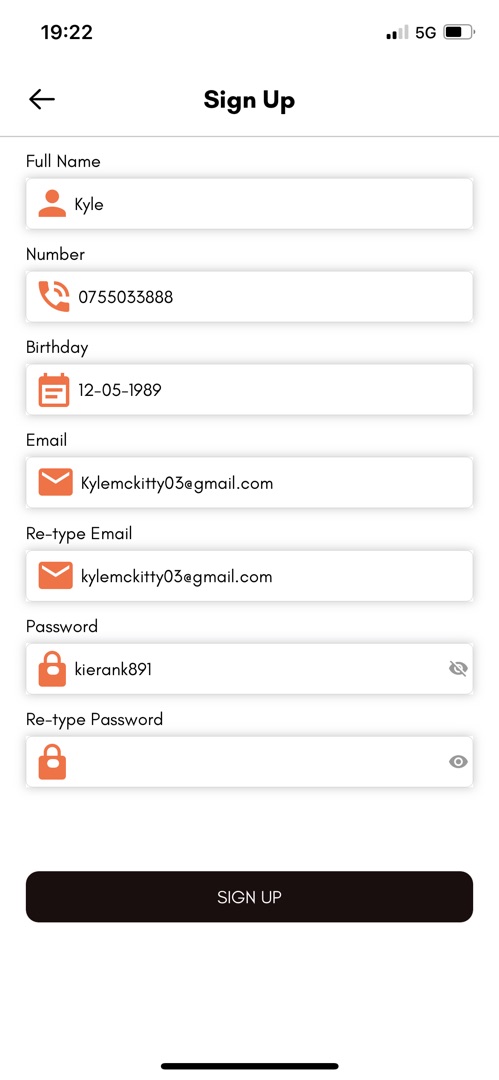 19:22
5G
Sign Up
Full Name
Kyle
Number
0755033888
Birthday
12-05-1989
Email
Kylemckitty03@gmail.com
Re-type Email
kylemckitty03@gmail.com
Password
kierank891
Re-type Password
SIGN UP